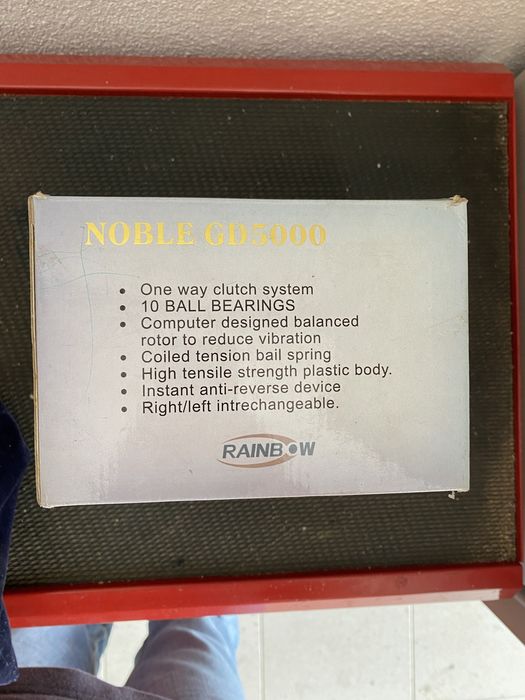 NOBLE GD5000
• One way clutch system
• 10 BALL BEARINGS
• Computer designed balanced
rotor to reduce vibration
• Coiled tension bail spring
• High tensile strength plastic body.
• Instant anti-reverse device
• Right/left intrechangeable.
RAINBOW